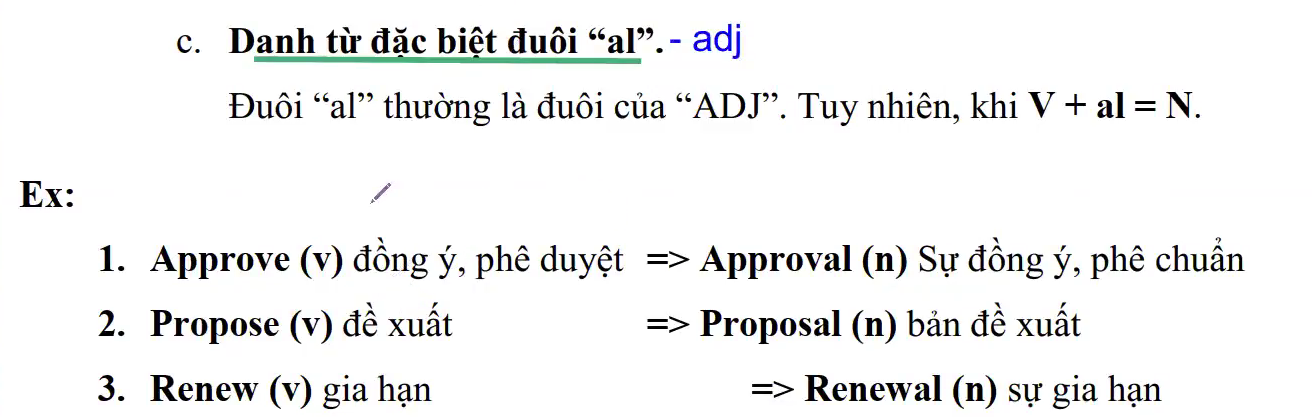 c. Danh từ đặc biệt đuôi “al”. - adj
Đuôi “al” thường là đuôi của “ADJ”. Tuy nhiên, khi V + al = N.
Ex:
1. Approve (v) đồng ý, phê duyệt => Approval (n) Sự đồng ý, phê chuẩn
2. Propose (v) đề xuất => Proposal (n) bản đề xuất
3. Renew (v) gia hạn => Renewal (n) sự gia hạn